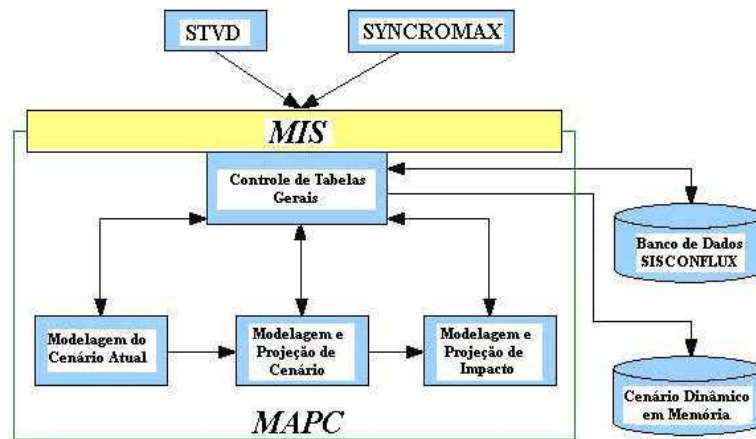 STVD
SYNCROMAX
MIS
Controle de Tabelas
Gerais
Banco de Dados
SISCONFLUX
Modelagem do
Cenário Atual
Modelagem e
Projeção de
Cenário
Modelagem e
Projeção de
Impacto
Cenário Dinâmico
em Memória
MAPC